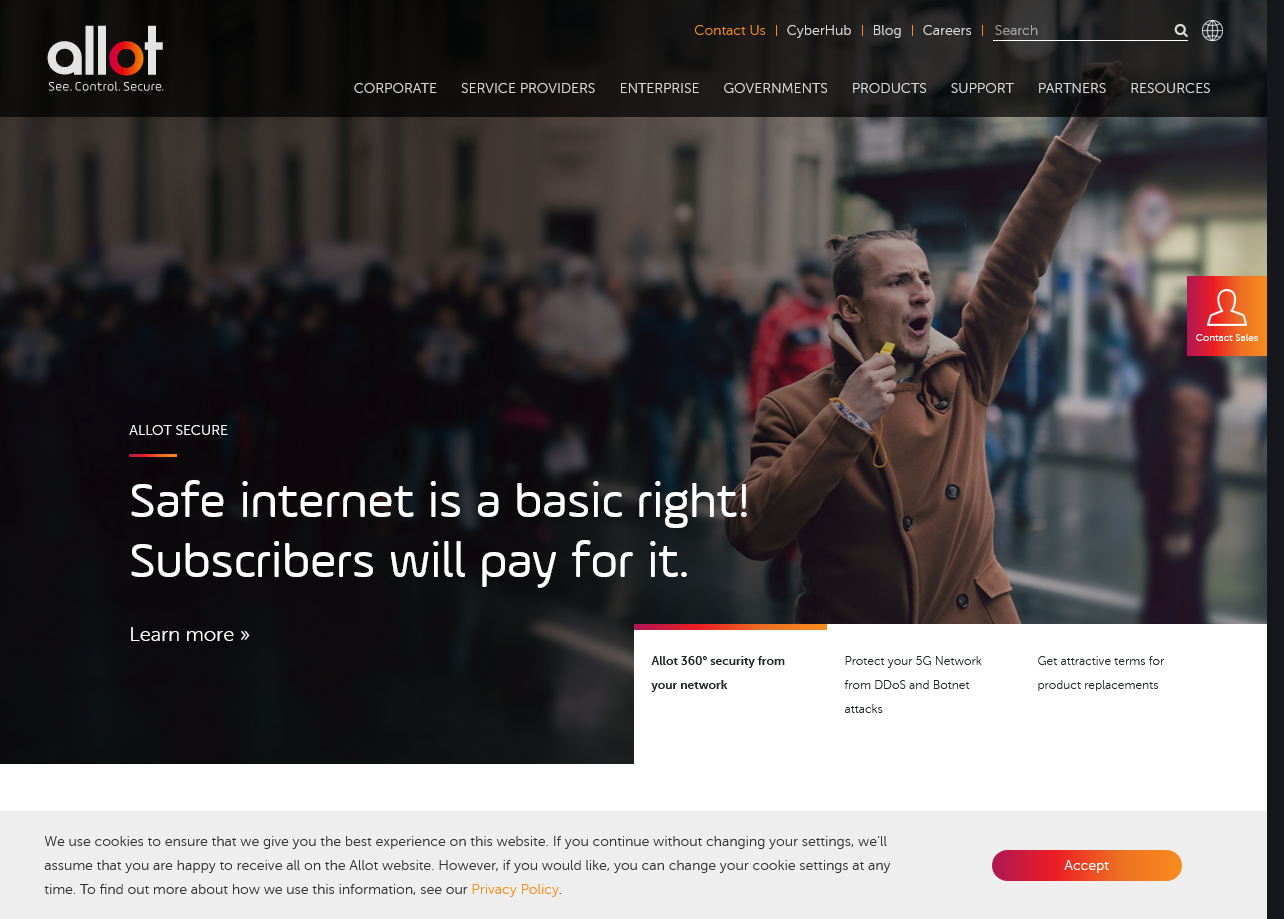 allot
See. Control. Secure.
Contact Us
CyberHub
Blog
Careers
Search
CORPORATE
SERVICE PROVIDERS
ENTERPRISE
GOVERNMENTS
PRODUCTS
SUPPORT
PARTNERS
RESOURCES
Contact Sales
ALLOT SECURE
Safe internet is a basic right!
Subscribers will pay for it.
Learn more »
Allot 360° security from
your network
Protect your 5G Network
from DDoS and Botnet
attacks
Get attractive terms for
product replacements
We use cookies to ensure that we give you the best experience on this website. If you continue without changing your settings, we'll
assume that you are happy to receive all on the Allot website. However, if you would like, you can change your cookie settings at any
time. To find out more about how we use this information, see our Privacy Policy.
Accept